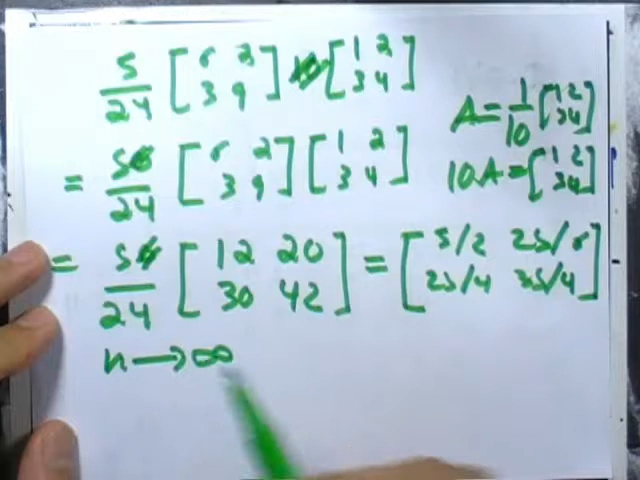 5/24 [6 2 3 9] [1 2 3 4]
A = 1/10 [1 2 3 4]
= 5/24 [6 2 3 9] [1 2 3 4]
10A = [1 2 3 4]
= 5/24 [12 20 30 42] = [5/2 25/6 25/4 35/4]
n → ∞